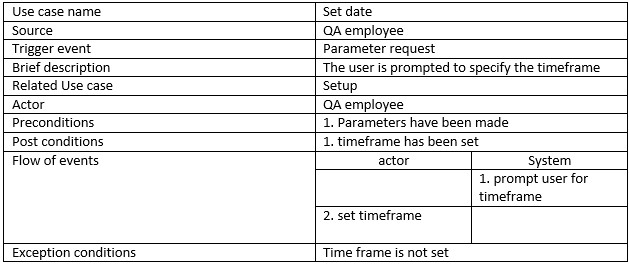 Use case name Set date
Source QA employee
Trigger event Parameter request
Brief description The user is prompted to specify the timeframe
Related Use case Setup
Actor QA employee
Preconditions 1. Parameters have been made
Post conditions 1. timeframe has been set
Flow of events actor System
1. prompt user for
timeframe
2. set timeframe
Exception conditions Time frame is not set